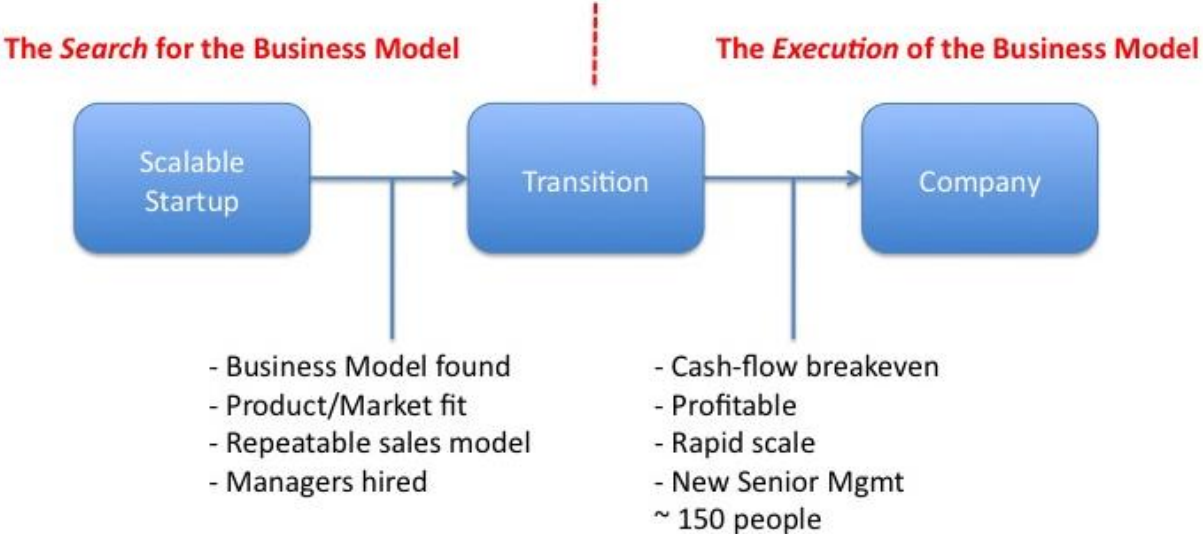 The Search for the Business Model
The Execution of the Business Model
Scalable
Startup
Transition
Company
- Business Model found
- Product/Market fit
- Repeatable sales model
- Managers hired
- Cash-flow breakeven
- Profitable
- Rapid scale
- New Senior Mgmt
~ 150 people